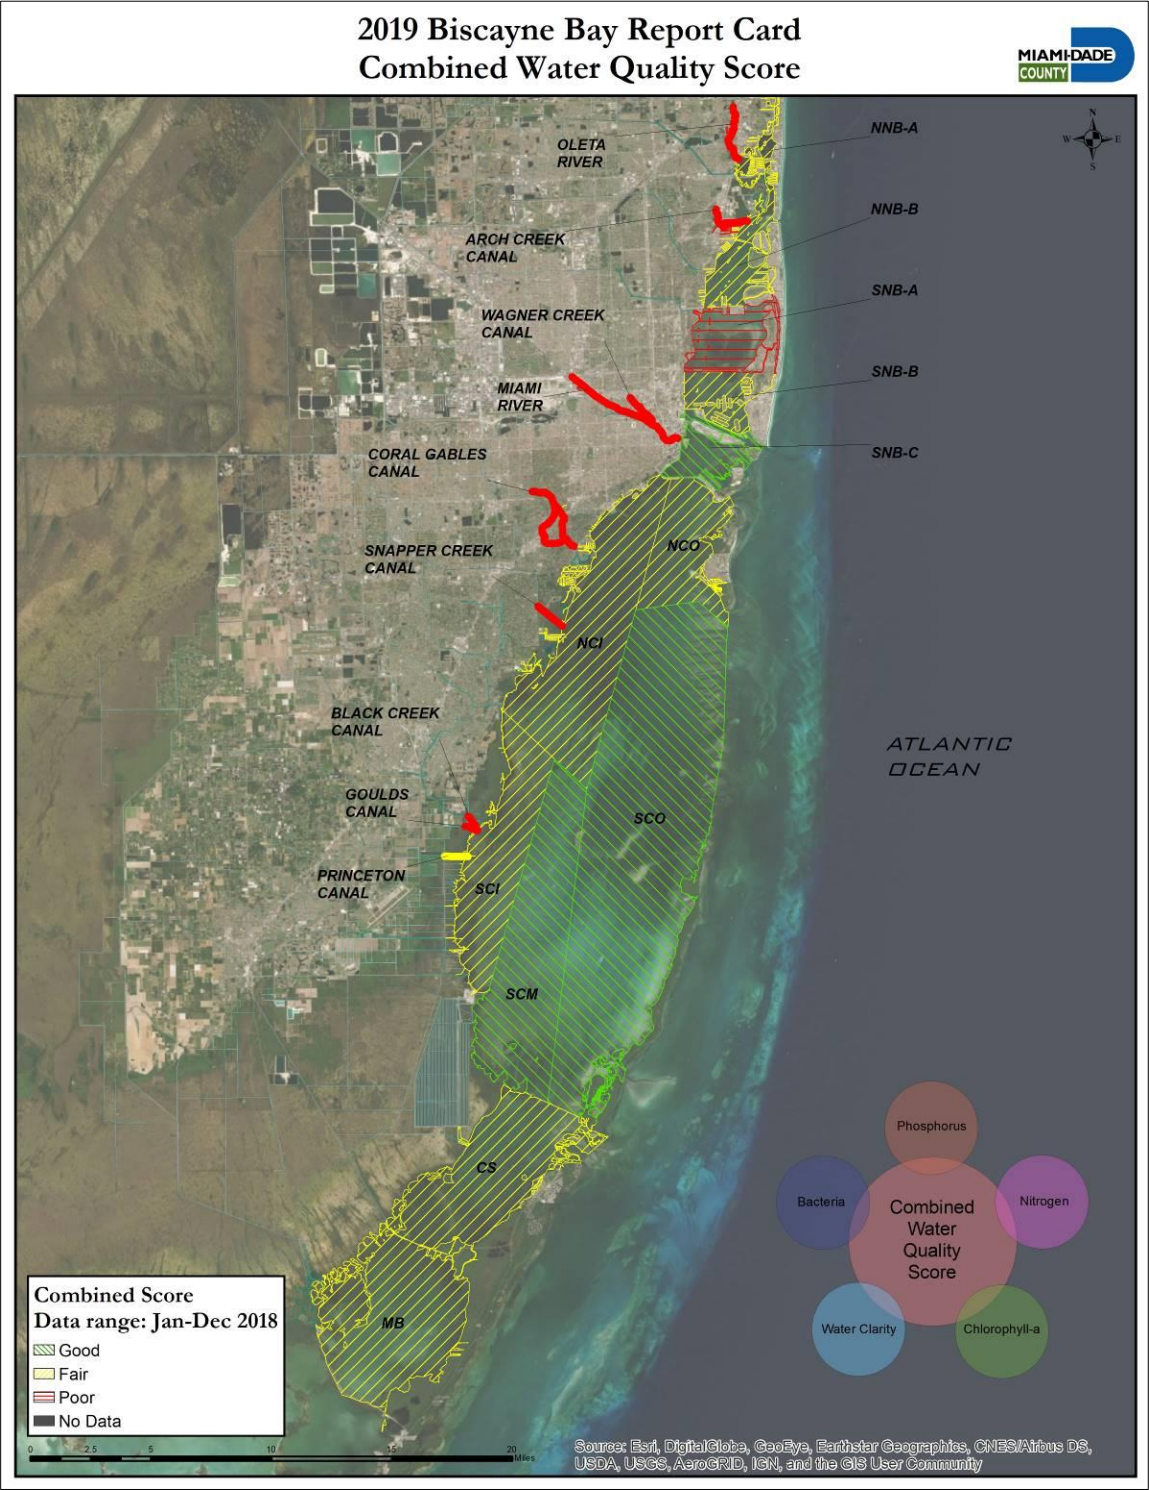 2019 Biscayne Bay Report Card
Combined Water Quality Score
MIAMI-DADE
COUNTY
N
W
E
S
OLETA
RIVER
NNB-A
NNB-B
ARCH CREEK
CANAL
SNB-A
WAGNER CREEK
CANAL
SNB-B
MIAMI
RIVER
SNB-C
CORAL GABLES
CANAL
NCO
SNAPPER CREEK
CANAL
NCI
BLACK CREEK
CANAL
ATLANTIC
OCEAN
GOULDS
CANAL
SCO
PRINCETON
CANAL
SCI
SCM
CS
MB
Phosphorus
Bacteria
Nitrogen
Combined
Water
Quality
Score
Water Clarity
Chlorophyll-a
Combined Score
Data range: Jan-Dec 2018
Good
Fair
Poor
No Data
0 2.5 5 10 15 20
Miles
Source: Esri, DigitalGlobe, GeoEye, Earthstar Geographics, CNES/Airbus DS,
USDA, USGS, AeroGRID, IGN, and the GIS User Community